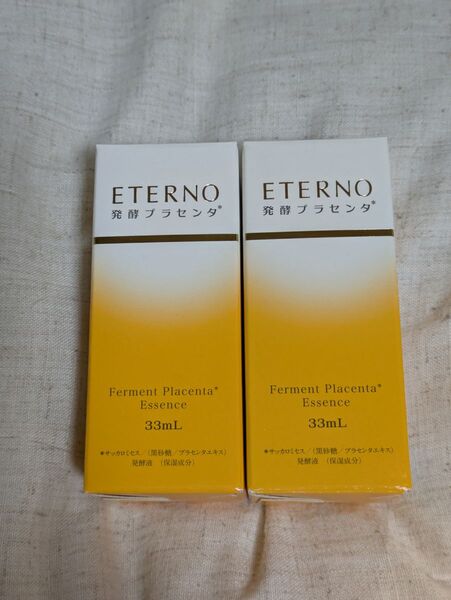 ETERNO
発酵プラセンタ*
Ferment Placenta*
Essence
33mL
*サッカロミセス/(黒砂糖/プラセンタエキス)
発酵液 (保湿成分)
ETERNO
発酵プラセンタ*
Ferment Placenta*
Essence
33mL
*サッカロミセス/(黒砂糖/プラセンタエキス)
発酵液 (保湿成分)